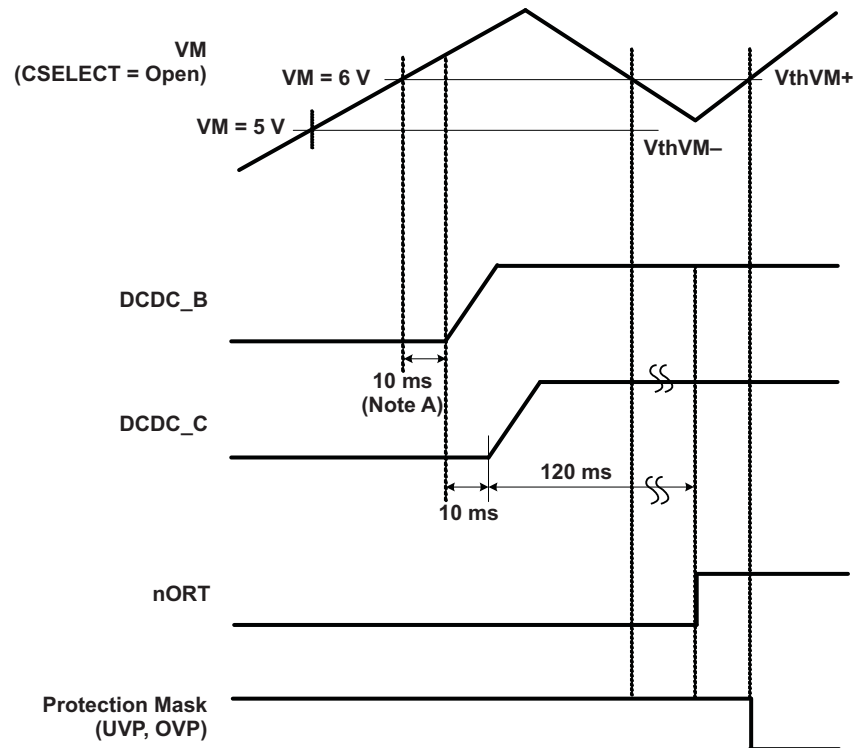 VM
(CSELECT = Open)
VM = 6 V
VthVM+
VM = 5 V
VthVM–
DCDC_B
10 ms
(Note A)
DCDC_C
120 ms
10 ms
nORT
Protection Mask
(UVP, OVP)